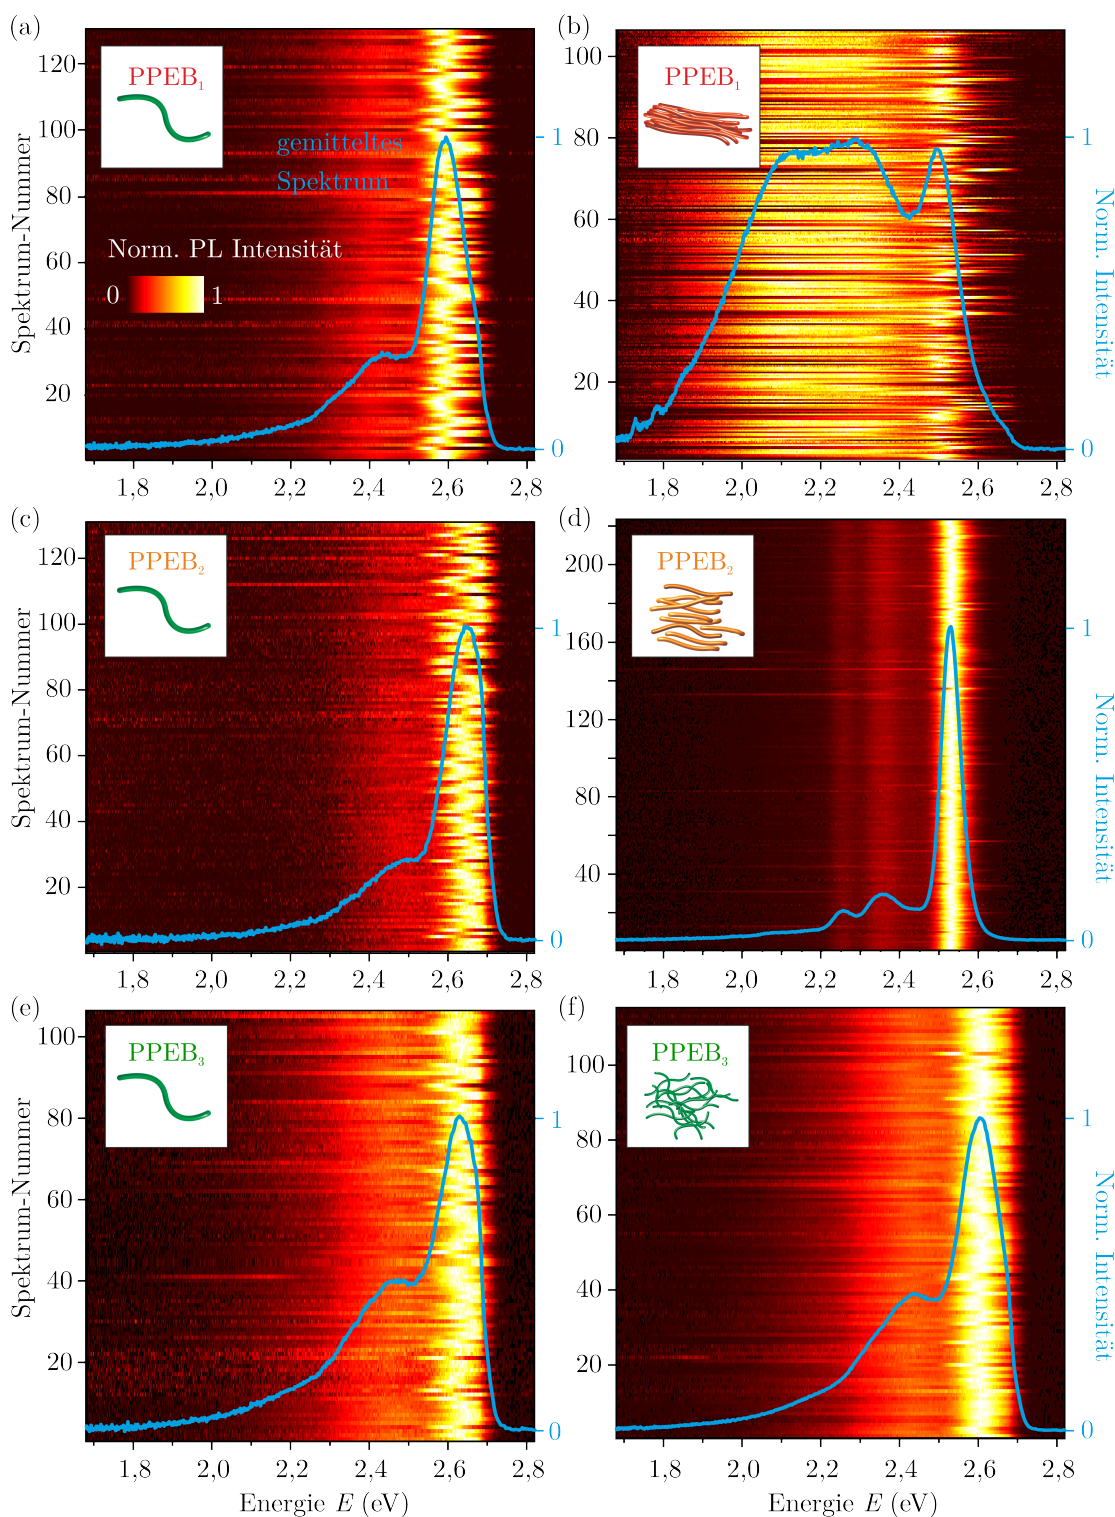 (a)
PPEB₁
gemitteltes
Spektrum
Norm. PL Intensität
0 1
Spektrum-Nummer
120
100
80
60
40
20
1
0
1,8 2,0 2,2 2,4 2,6 2,8
(b)
PPEB₁
100
80
60
40
20
1
0
Norm. Intensität
1,8 2,0 2,2 2,4 2,6 2,8
(c)
PPEB₂
Spektrum-Nummer
120
100
80
60
40
20
1
0
1,8 2,0 2,2 2,4 2,6 2,8
(d)
PPEB₂
200
160
120
80
40
1
0
Norm. Intensität
1,8 2,0 2,2 2,4 2,6 2,8
(e)
PPEB₃
Spektrum-Nummer
100
80
60
40
20
1
0
1,8 2,0 2,2 2,4 2,6 2,8
Energie E (eV)
(f)
PPEB₃
100
80
60
40
20
1
0
Norm. Intensität
1,8 2,0 2,2 2,4 2,6 2,8
Energie E (eV)